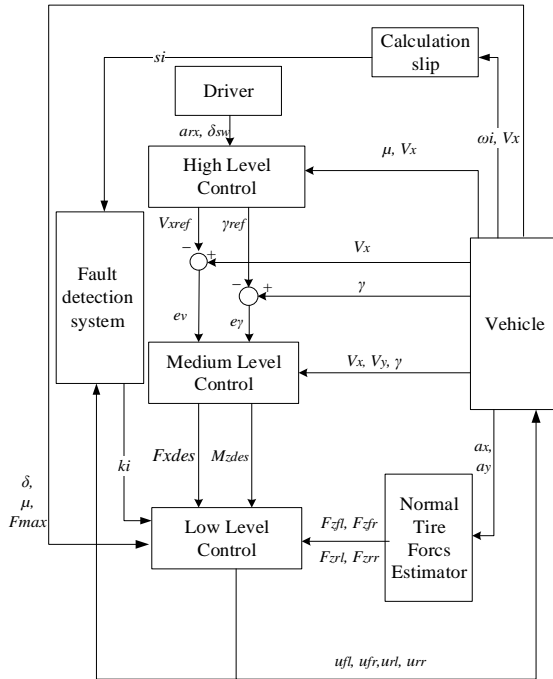 Calculation
slip
si
Driver
arx, δsw
ωi, Vx
High Level
Control
μ, Vx
Vxref
γref
Fault
detection
system
−
+
Vx
−
+
γ
Vehicle
ev
eγ
Medium Level
Control
Vx, Vy, γ
Fxdes
Mzdes
ki
ax,
ay
δ,
μ,
Fmax
Low Level
Control
Fzfl, Fzfr
Fzrl, Fzrr
Normal
Tire
Forcs
Estimator
ufl, ufr,url, urr